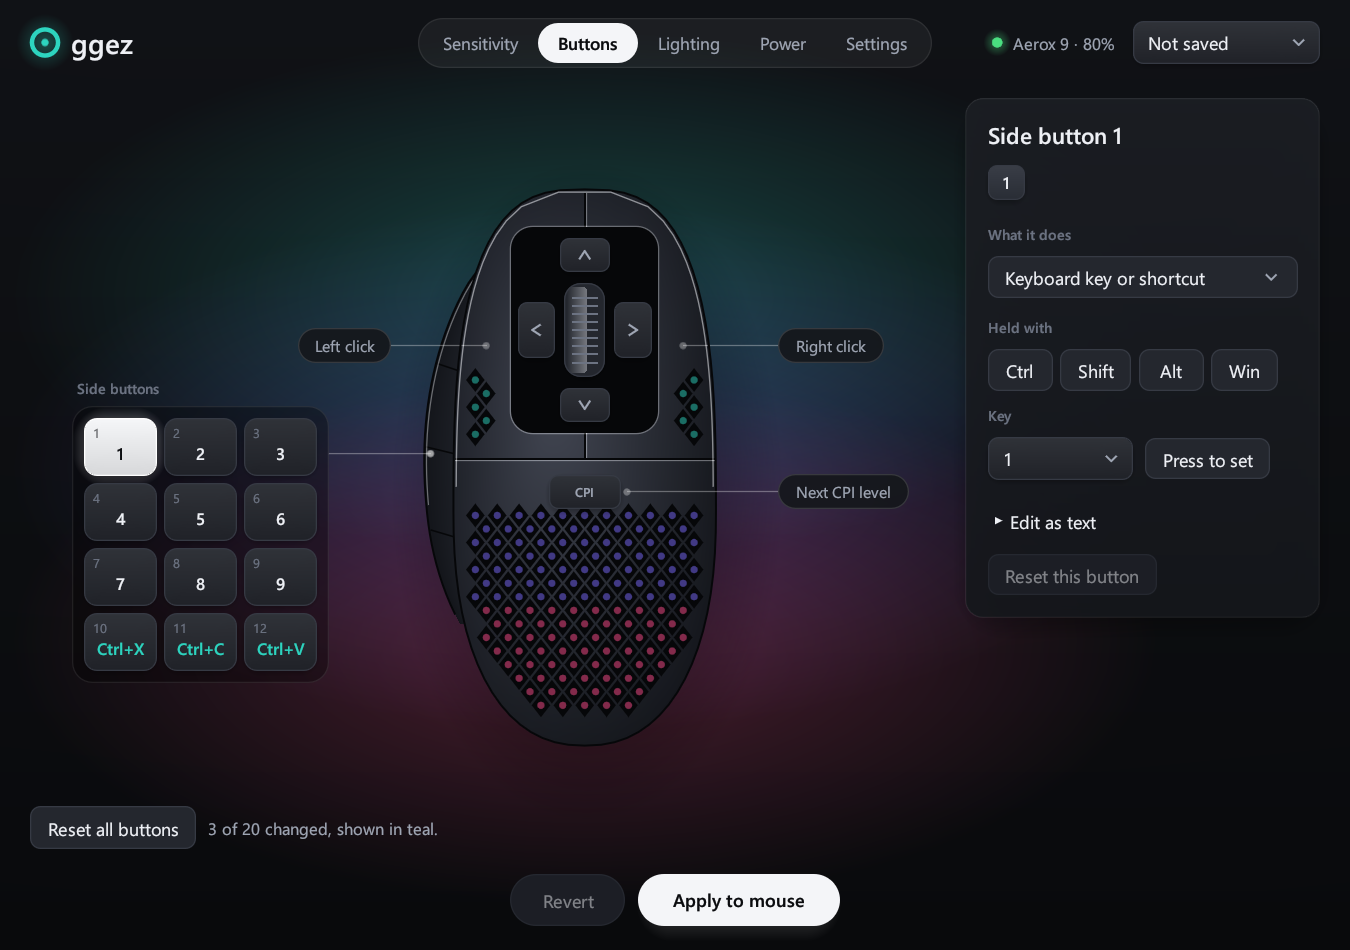 ggez
Sensitivity
Buttons
Lighting
Power
Settings
Aerox 9 · 80%
Not saved
Side button 1
1
What it does
Keyboard key or shortcut
Held with
Ctrl
Shift
Alt
Win
Key
1
Press to set
Edit as text
Reset this button
Left click
Right click
CPI
Next CPI level
Side buttons
1
1
2
2
3
3
4
4
5
5
6
6
7
7
8
8
9
9
10
Ctrl+X
11
Ctrl+C
12
Ctrl+V
Reset all buttons
3 of 20 changed, shown in teal.
Revert
Apply to mouse